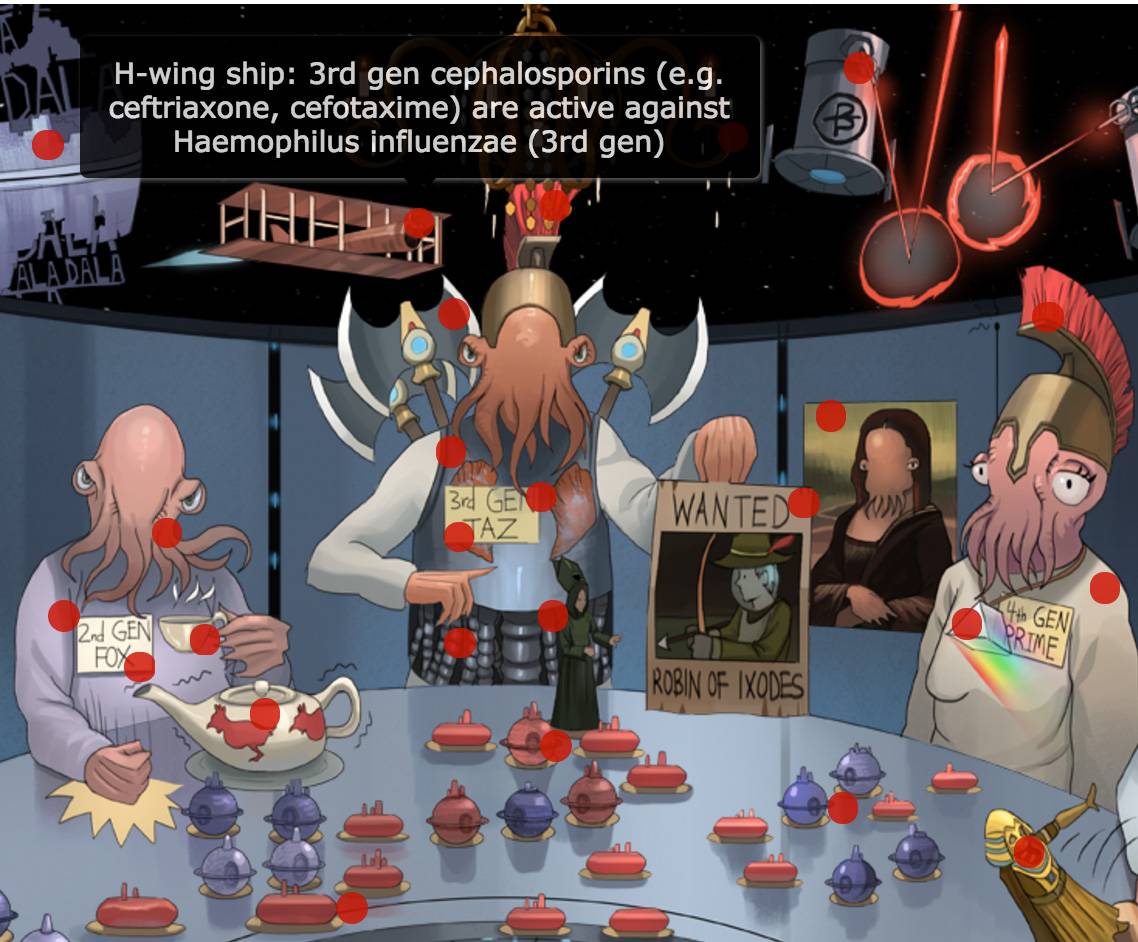 H-wing ship: 3rd gen cephalosporins (e.g.
ceftriaxone, cefotaxime) are active against
Haemophilus influenzae (3rd gen)
DALA
ALADALA
3rd GEN
TAZ
WANTED
ROBIN OF IXODES
2nd GEN
FOX
4th GEN
PRIME